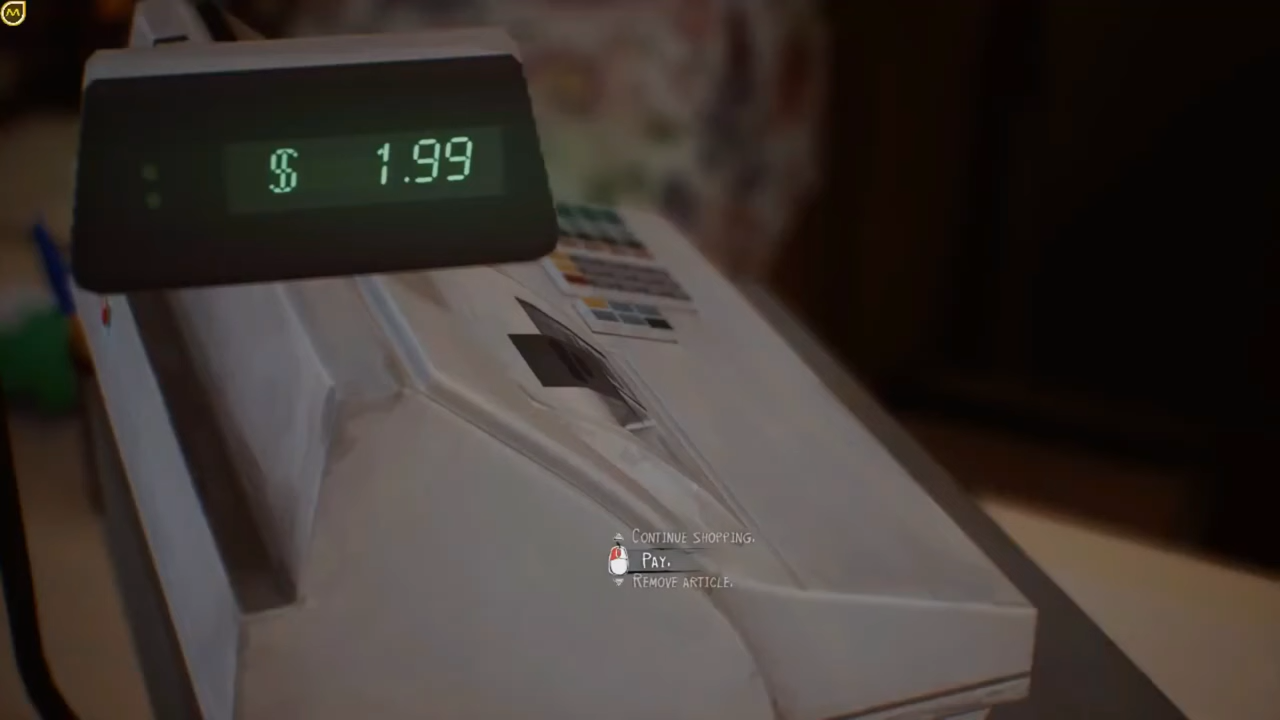 M
$ 1.99
CONTINUE SHOPPING.
PAY.
REMOVE ARTICLE.